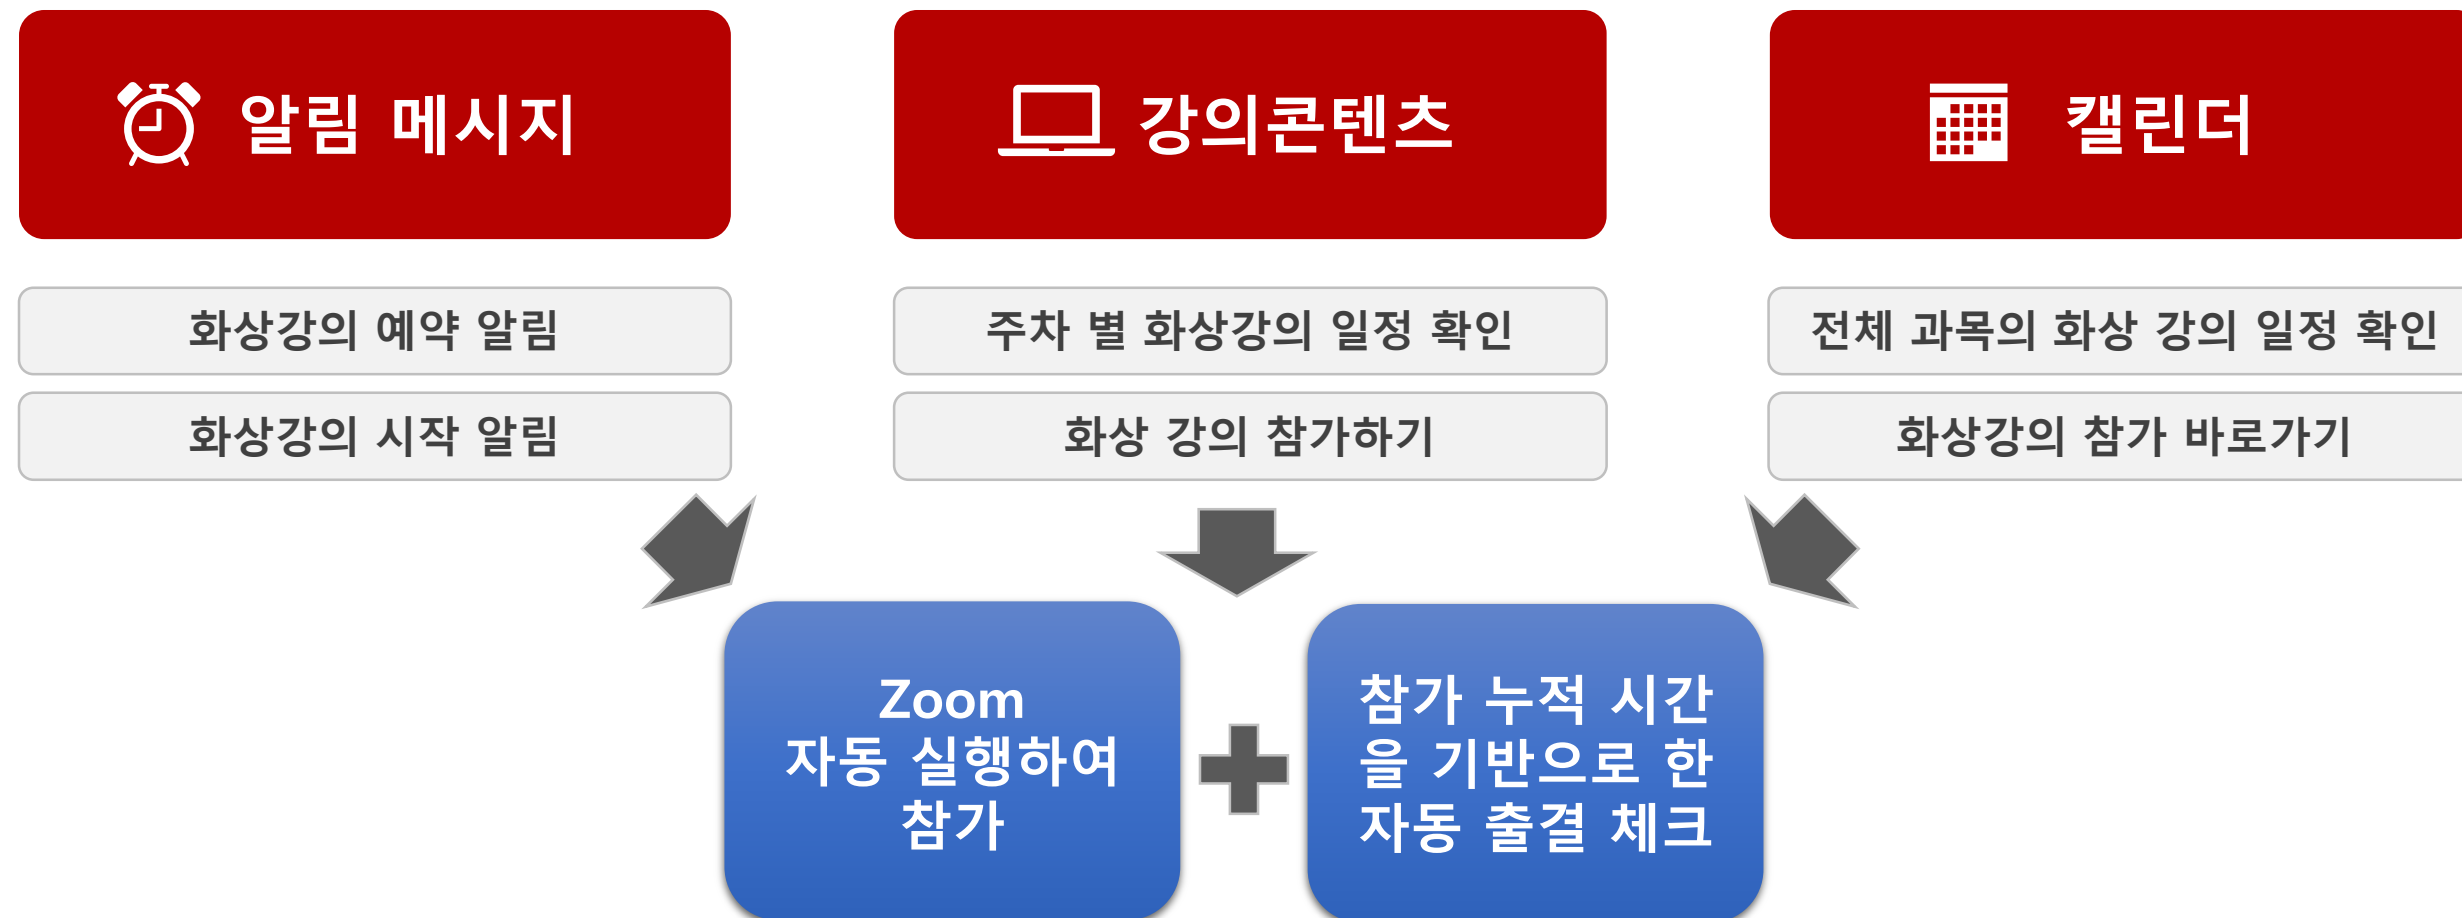 알림 메시지
강의콘텐츠
캘린더
화상강의 예약 알림
주차 별 화상강의 일정 확인
전체 과목의 화상 강의 일정 확인
화상강의 시작 알림
화상 강의 참가하기
화상강의 참가 바로가기
Zoom
자동 실행하여
참가
참가 누적 시간
을 기반으로 한
자동 출결 체크